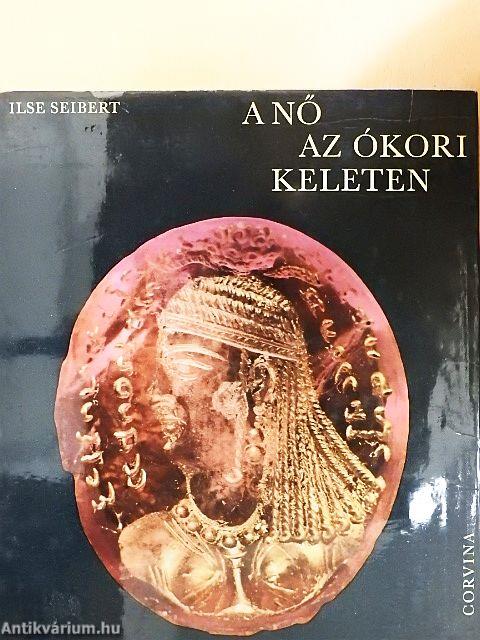 ILSE SEIBERT
A NŐ
AZ ÓKORI
KELETEN
CORVINA
Antikvárium.hu